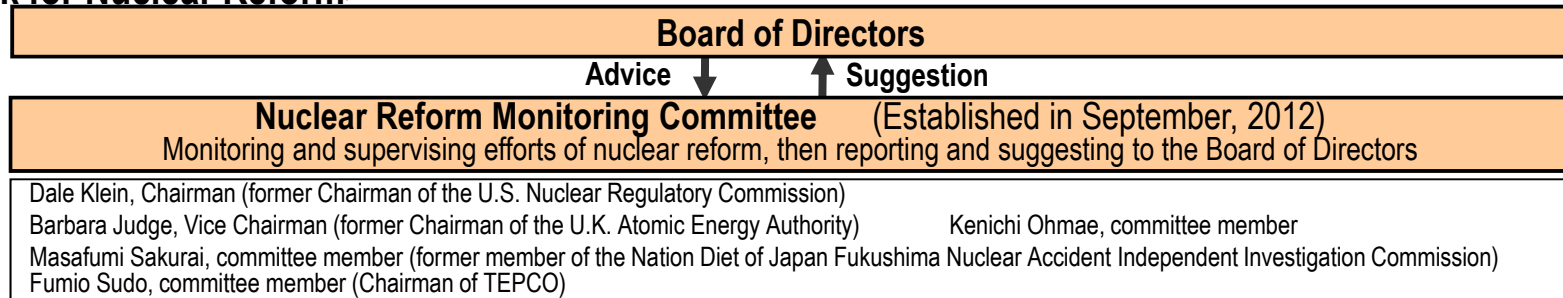 for Nuclear Reform
Board of Directors
Advice Suggestion
Nuclear Reform Monitoring Committee (Established in September, 2012)
Monitoring and supervising efforts of nuclear reform, then reporting and suggesting to the Board of Directors
Dale Klein, Chairman (former Chairman of the U.S. Nuclear Regulatory Commission)
Barbara Judge, Vice Chairman (former Chairman of the U.K. Atomic Energy Authority) Kenichi Ohmae, committee member
Masafumi Sakurai, committee member (former member of the Nation Diet of Japan Fukushima Nuclear Accident Independent Investigation Commission)
Fumio Sudo, committee member (Chairman of TEPCO)